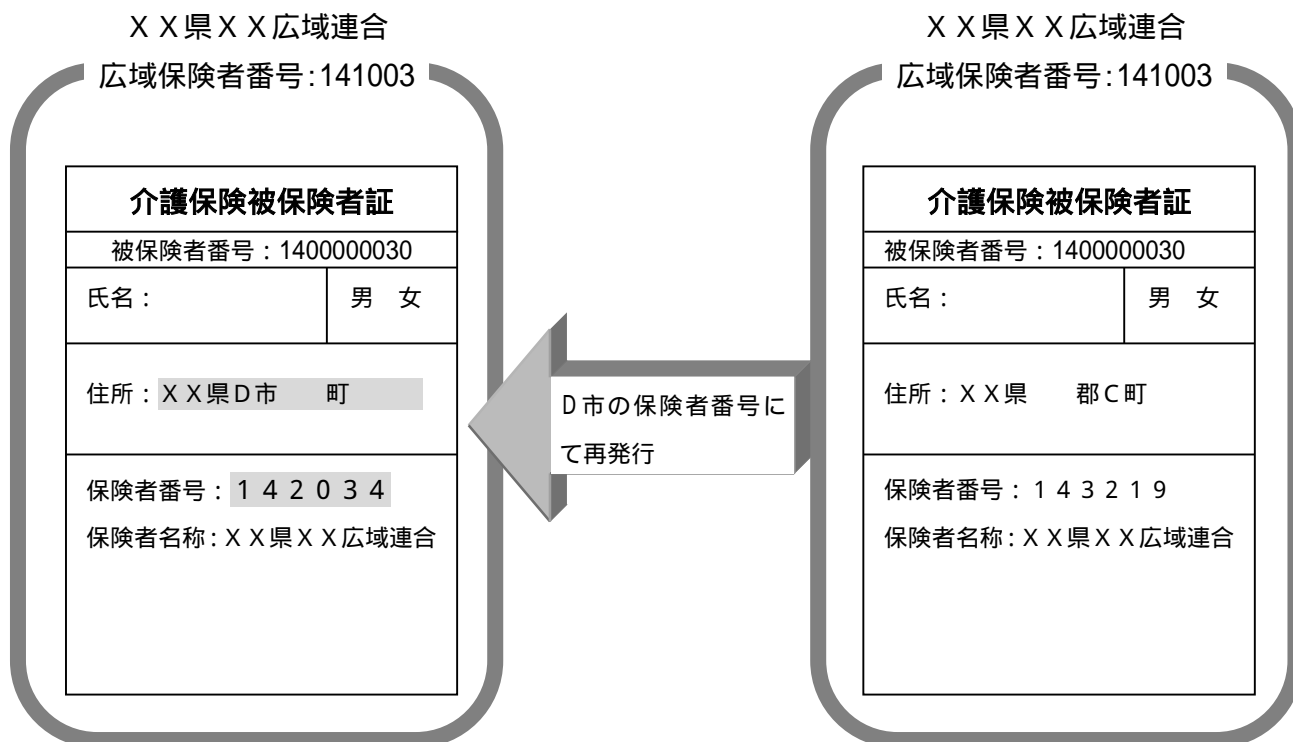 ＸＸ県ＸＸ広域連合
広域保険者番号：141003
介護保険被保険者証
被保険者番号：1400000030
氏名：
男　女
住所：ＸＸ県Ｄ市　　町
保険者番号：１４２０３４
保険者名称：ＸＸ県ＸＸ広域連合
Ｄ市の保険者番号に
て再発行
ＸＸ県ＸＸ広域連合
広域保険者番号：141003
介護保険被保険者証
被保険者番号：1400000030
氏名：
男　女
住所：ＸＸ県　　郡Ｃ町
保険者番号：１４３２１９
保険者名称：ＸＸ県ＸＸ広域連合